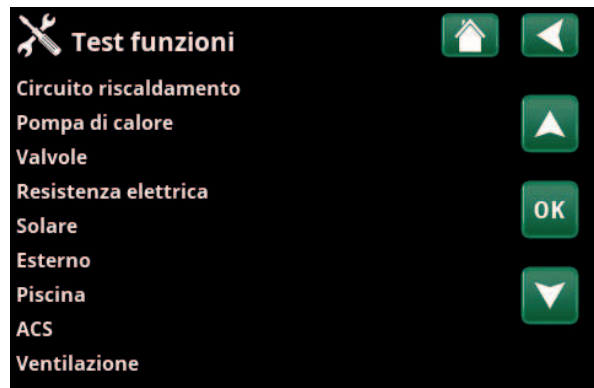 Test funzioni
Circuito riscaldamento
Pompa di calore
Valvole
Resistenza elettrica
OK
Solare
Esterno
Piscina
ACS
Ventilazione